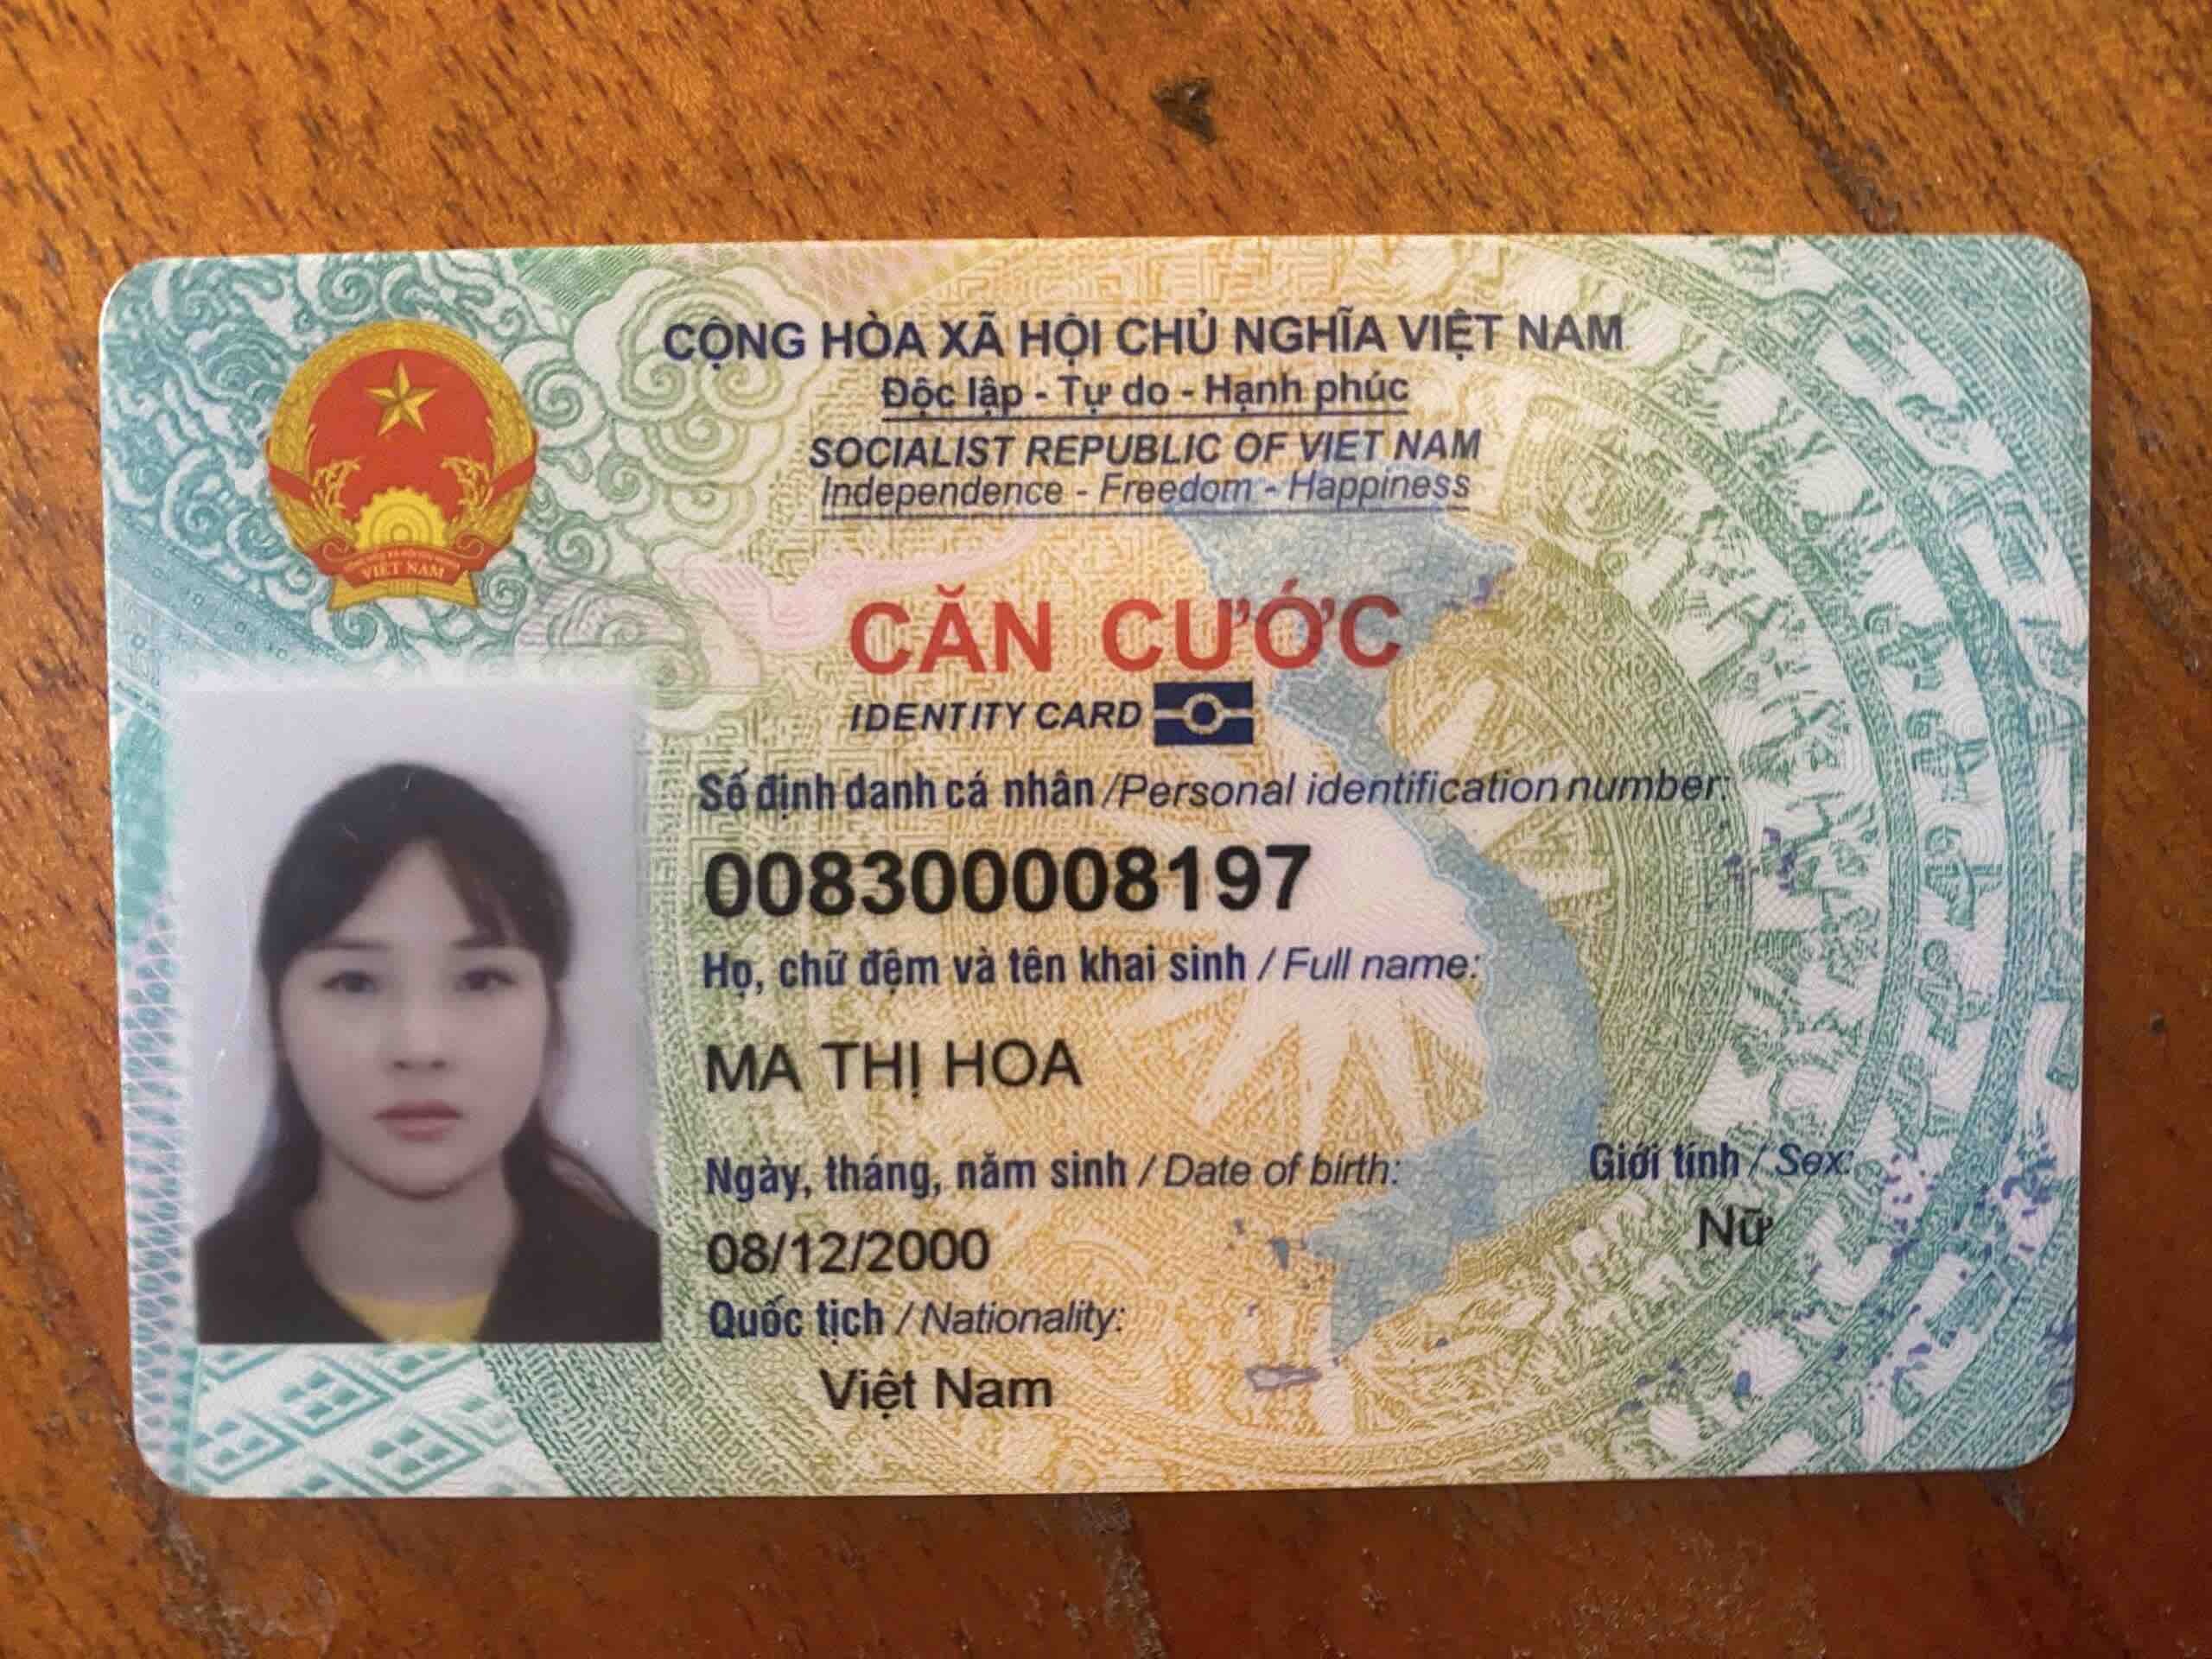 CỘNG HÒA XÃ HỘI CHỦ NGHĨA VIỆT NAM
Độc lập - Tự do - Hạnh phúc
SOCIALIST REPUBLIC OF VIET NAM
Independence - Freedom - Happiness
VIỆT NAM
CĂN CƯỚC
IDENTITY CARD
Số định danh cá nhân / Personal identification number:
008300008197
Họ, chữ đệm và tên khai sinh / Full name:
MA THỊ HOA
Ngày, tháng, năm sinh / Date of birth:
08/12/2000
Giới tính / Sex:
Nữ
Quốc tịch / Nationality:
Việt Nam